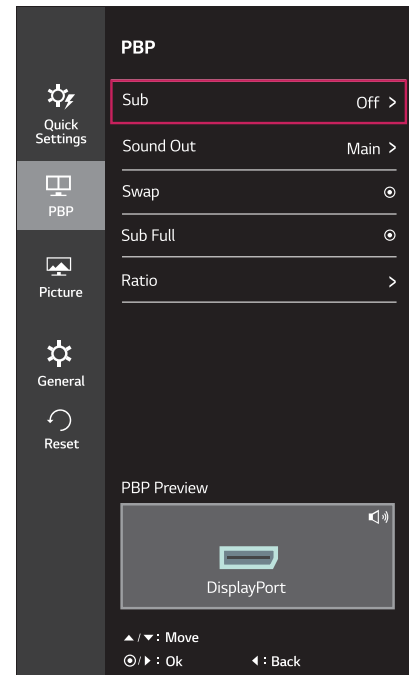 PBP
Quick
Settings
PBP
Picture
General
Reset
Sub Off >
Sound Out Main >
Swap
Sub Full
Ratio >
PBP Preview
DisplayPort
▲/▼: Move
◉/▶ : Ok ◀ : Back